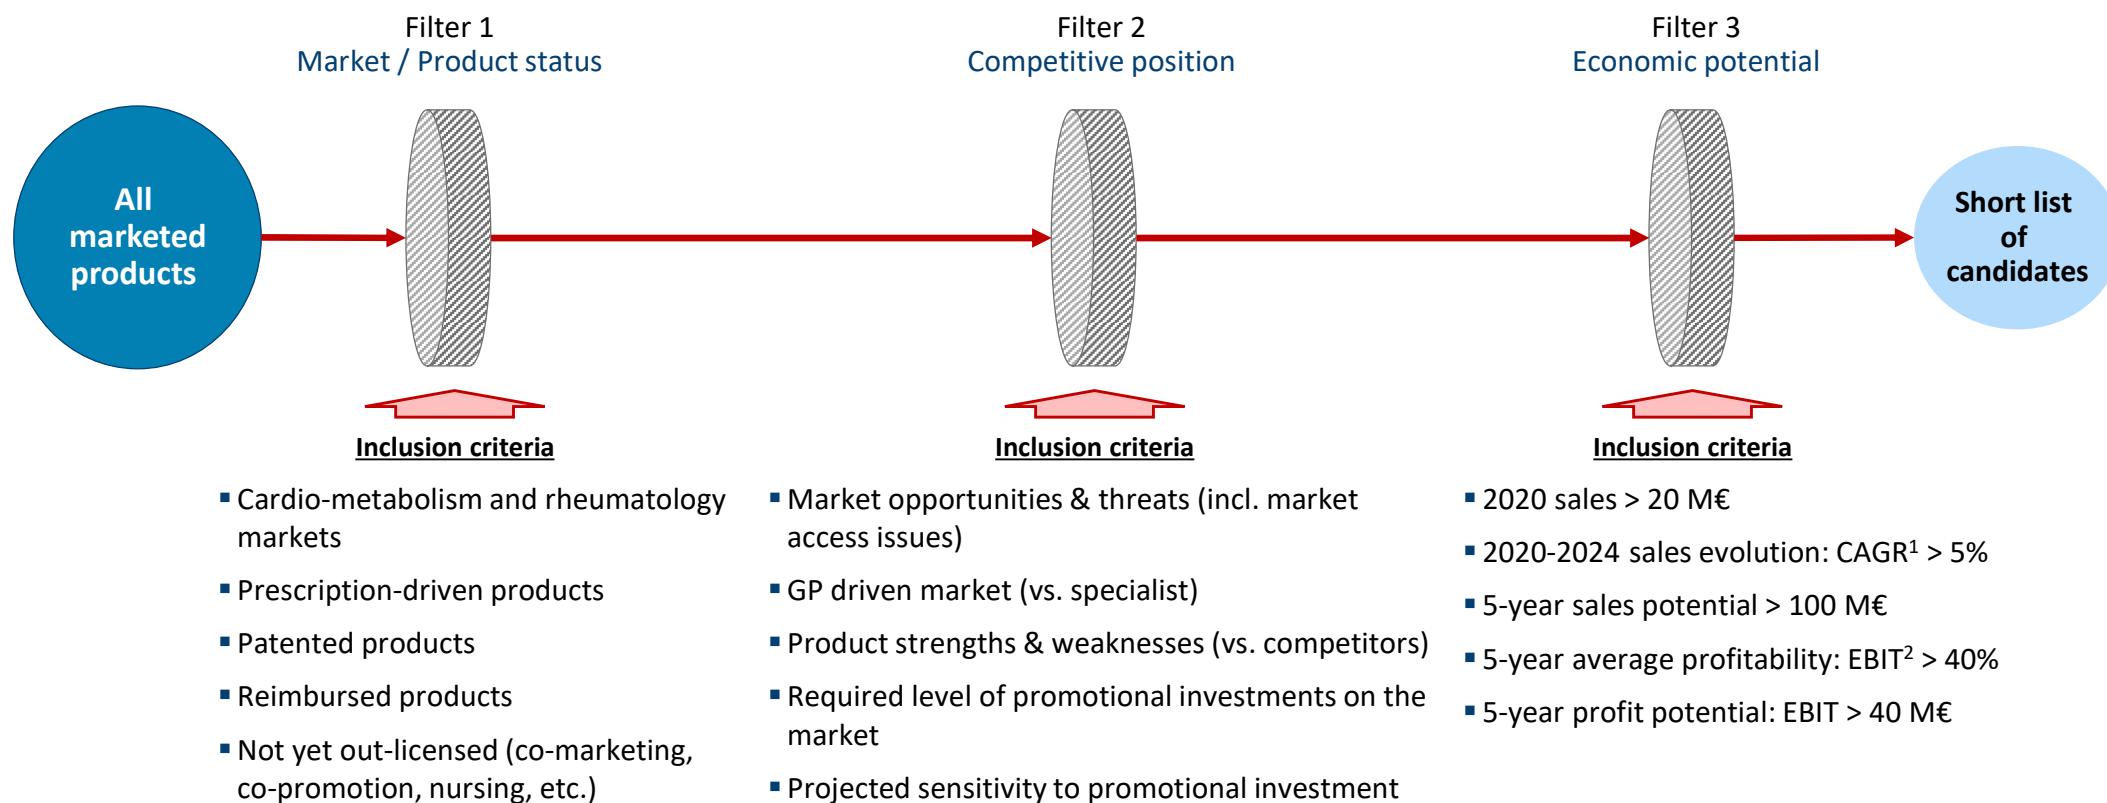 Filter 1
Market / Product status
Filter 2
Competitive position
Filter 3
Economic potential
All
marketed
products
Short list
of
candidates
Inclusion criteria
▪ Cardio-metabolism and rheumatology
markets
▪ Prescription-driven products
▪ Patented products
▪ Reimbursed products
▪ Not yet out-licensed (co-marketing,
co-promotion, nursing, etc.)
Inclusion criteria
▪ Market opportunities & threats (incl. market
access issues)
▪ GP driven market (vs. specialist)
▪ Product strengths & weaknesses (vs. competitors)
▪ Required level of promotional investments on the
market
▪ Projected sensitivity to promotional investment
Inclusion criteria
▪ 2020 sales > 20 M€
▪ 2020-2024 sales evolution: CAGR¹ > 5%
▪ 5-year sales potential > 100 M€
▪ 5-year average profitability: EBIT² > 40%
▪ 5-year profit potential: EBIT > 40 M€